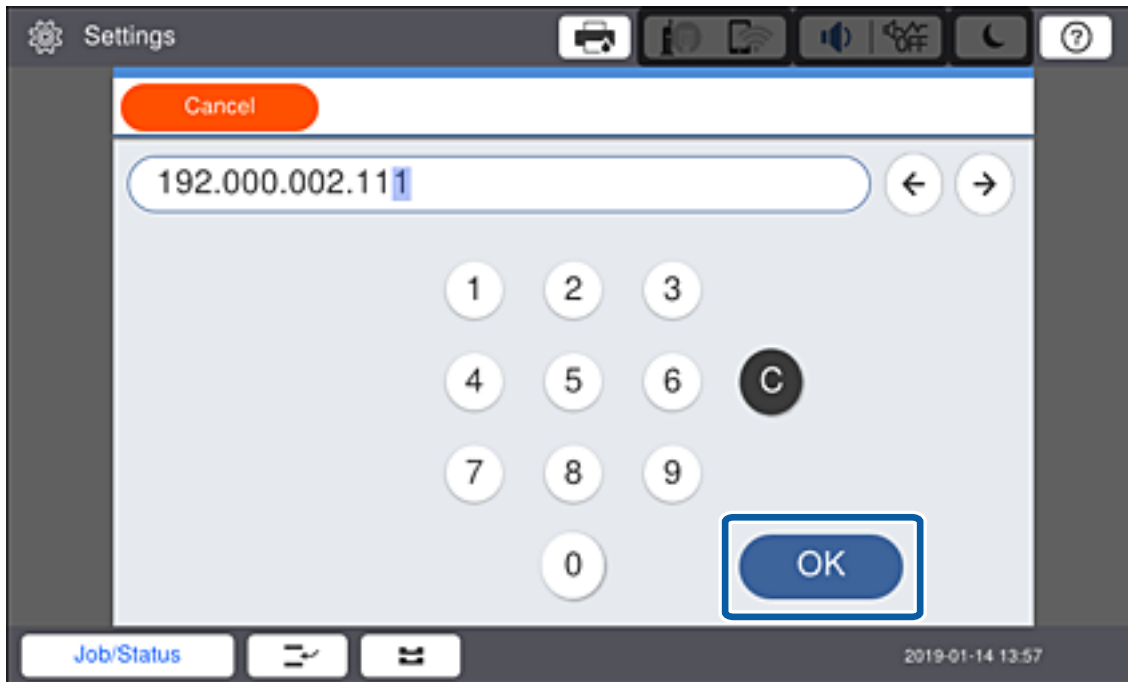 Settings
OFF
?
Cancel
192.000.002.111
1 2 3
4 5 6 C
7 8 9
0 OK
Job/Status
2019-01-14 13:57